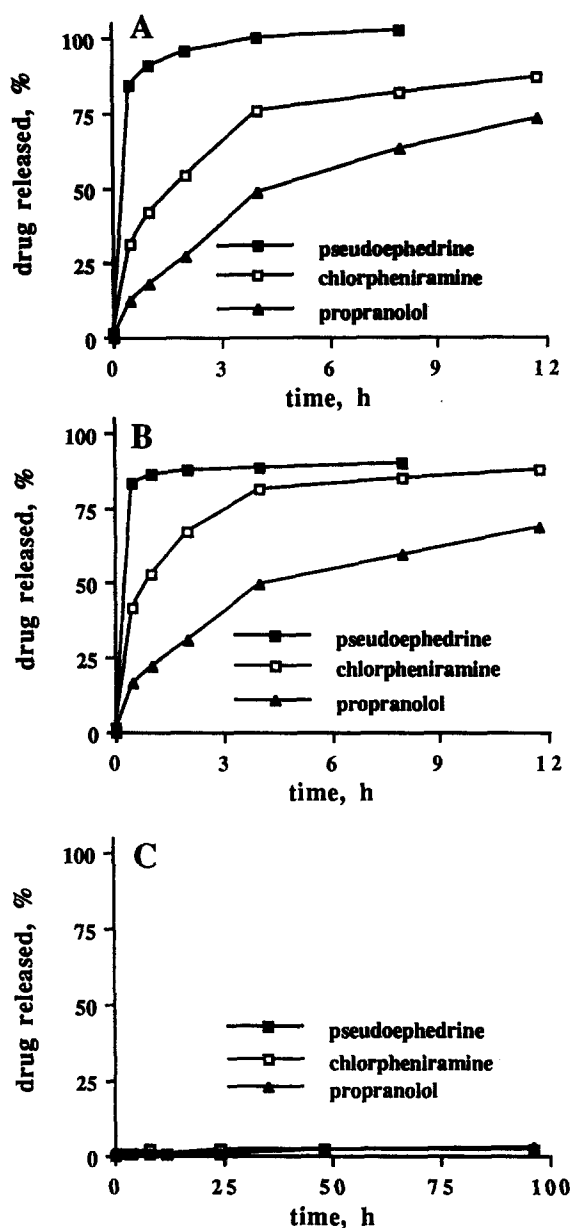 A
100
75
50
25
0
drug released, %
pseudoephedrine
chlorpheniramine
propranolol
0 3 6 9 12
time, h
B
100
75
50
25
0
drug released, %
pseudoephedrine
chlorpheniramine
propranolol
0 3 6 9 12
time, h
C
100
75
50
25
0
drug released, %
pseudoephedrine
chlorpheniramine
propranolol
0 25 50 75 100
time, h